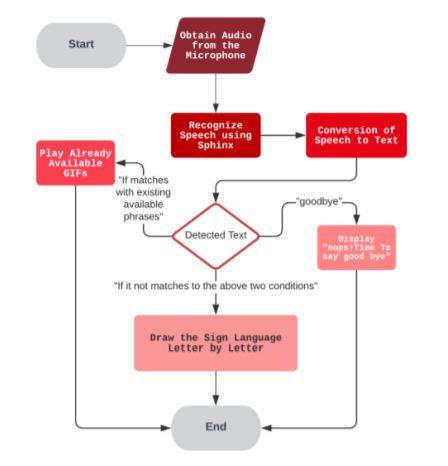 Start
Obtain Audio
from the
Microphone
Recognize
Speech using
Sphinx
Conversion of
Speech to Text
Play Already
Available
GIFs
"If matches
with existing
available
phrases"
Detected Text
"goodbye"
Display
"oops!Time To
say good bye"
"If it not matches to the above two conditions"
Draw the Sign Language
Letter by Letter
End